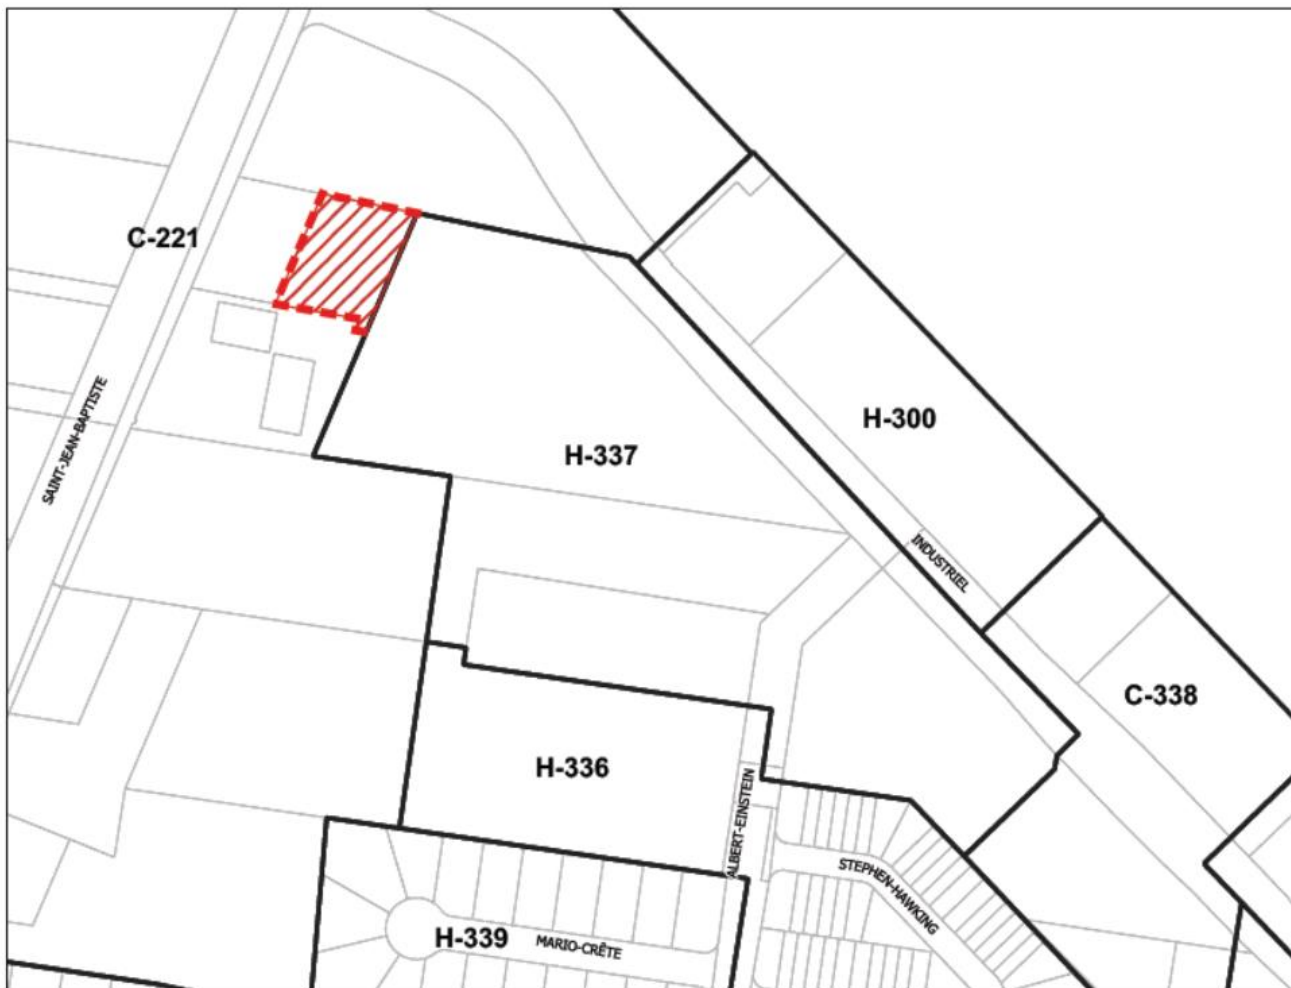 C-221
SAINT-JEAN-BAPTISTE
H-300
H-337
INDUSTRIEL
C-338
H-336
ALBERT-EINSTEIN
STEPHEN-HAWKING
H-339
MARIO-CRÊTE